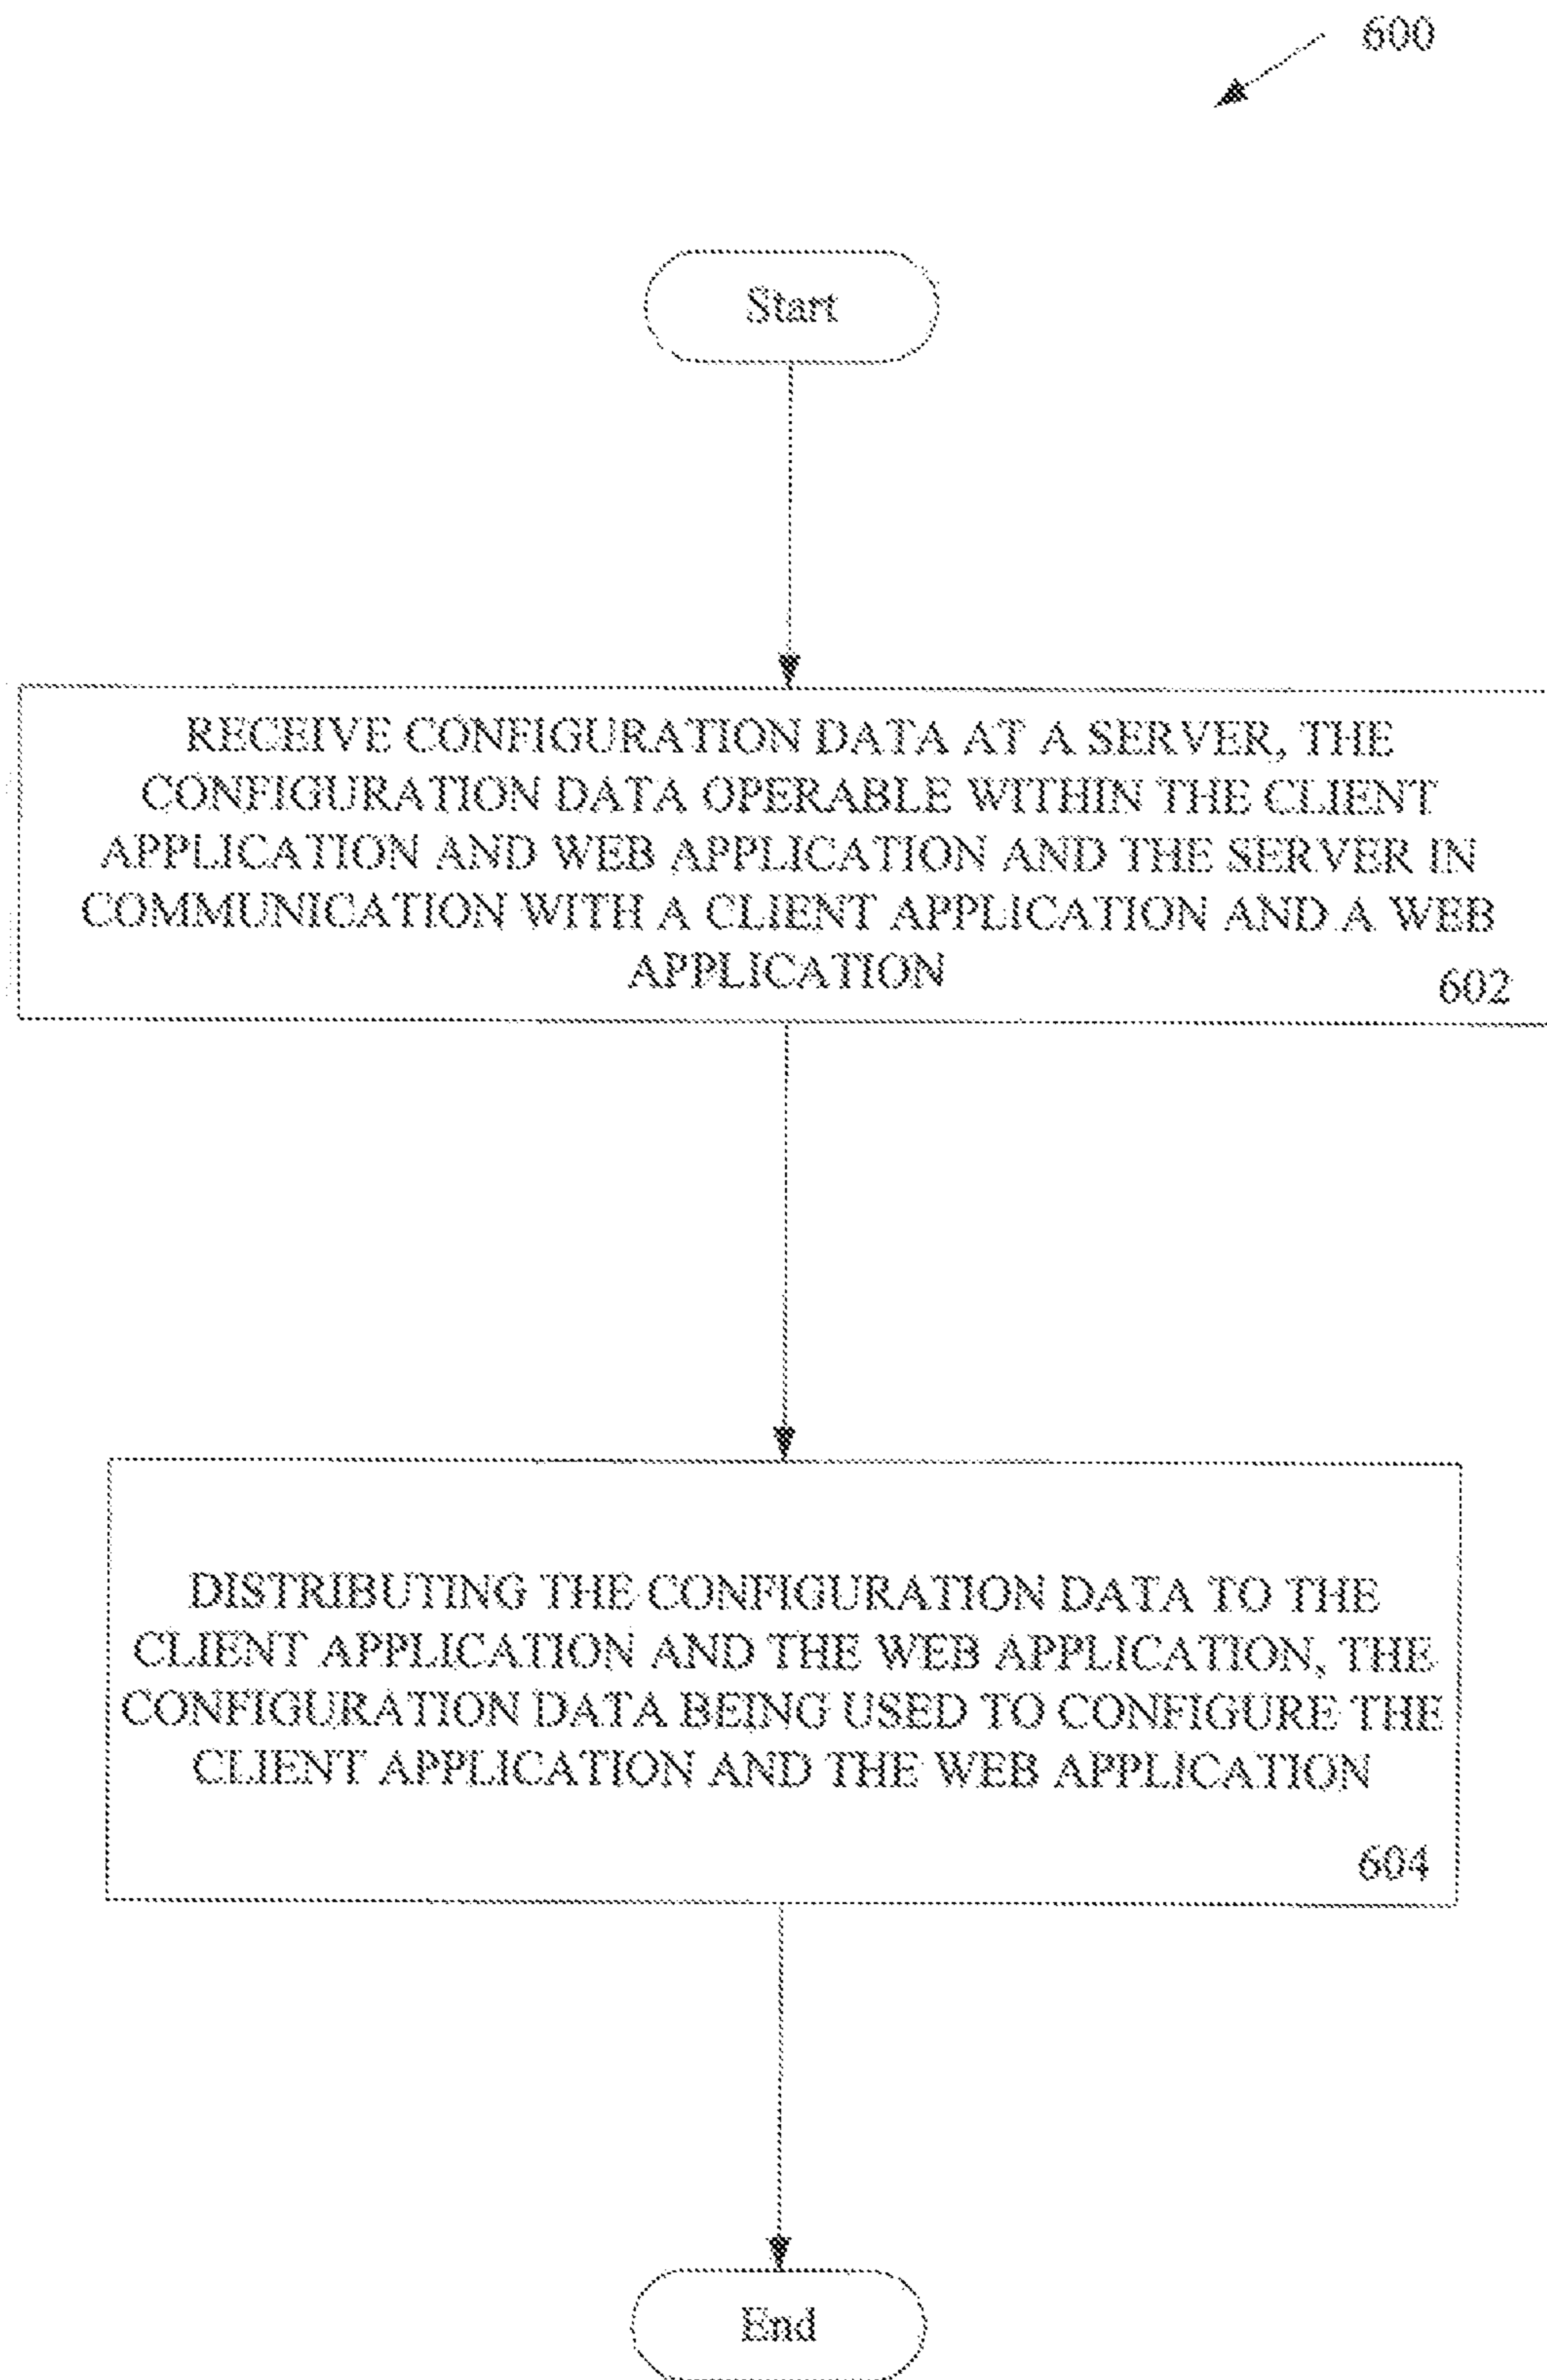 600
Start
RECEIVE CONFIGURATION DATA AT A SERVER, THE
CONFIGURATION DATA OPERABLE WITHIN THE CLIENT
APPLICATION AND WEB APPLICATION AND THE SERVER IN
COMMUNICATION WITH A CLIENT APPLICATION AND A WEB
APPLICATION
602
DISTRIBUTING THE CONFIGURATION DATA TO THE
CLIENT APPLICATION AND THE WEB APPLICATION, THE
CONFIGURATION DATA BEING USED TO CONFIGURE THE
CLIENT APPLICATION AND THE WEB APPLICATION
604
End